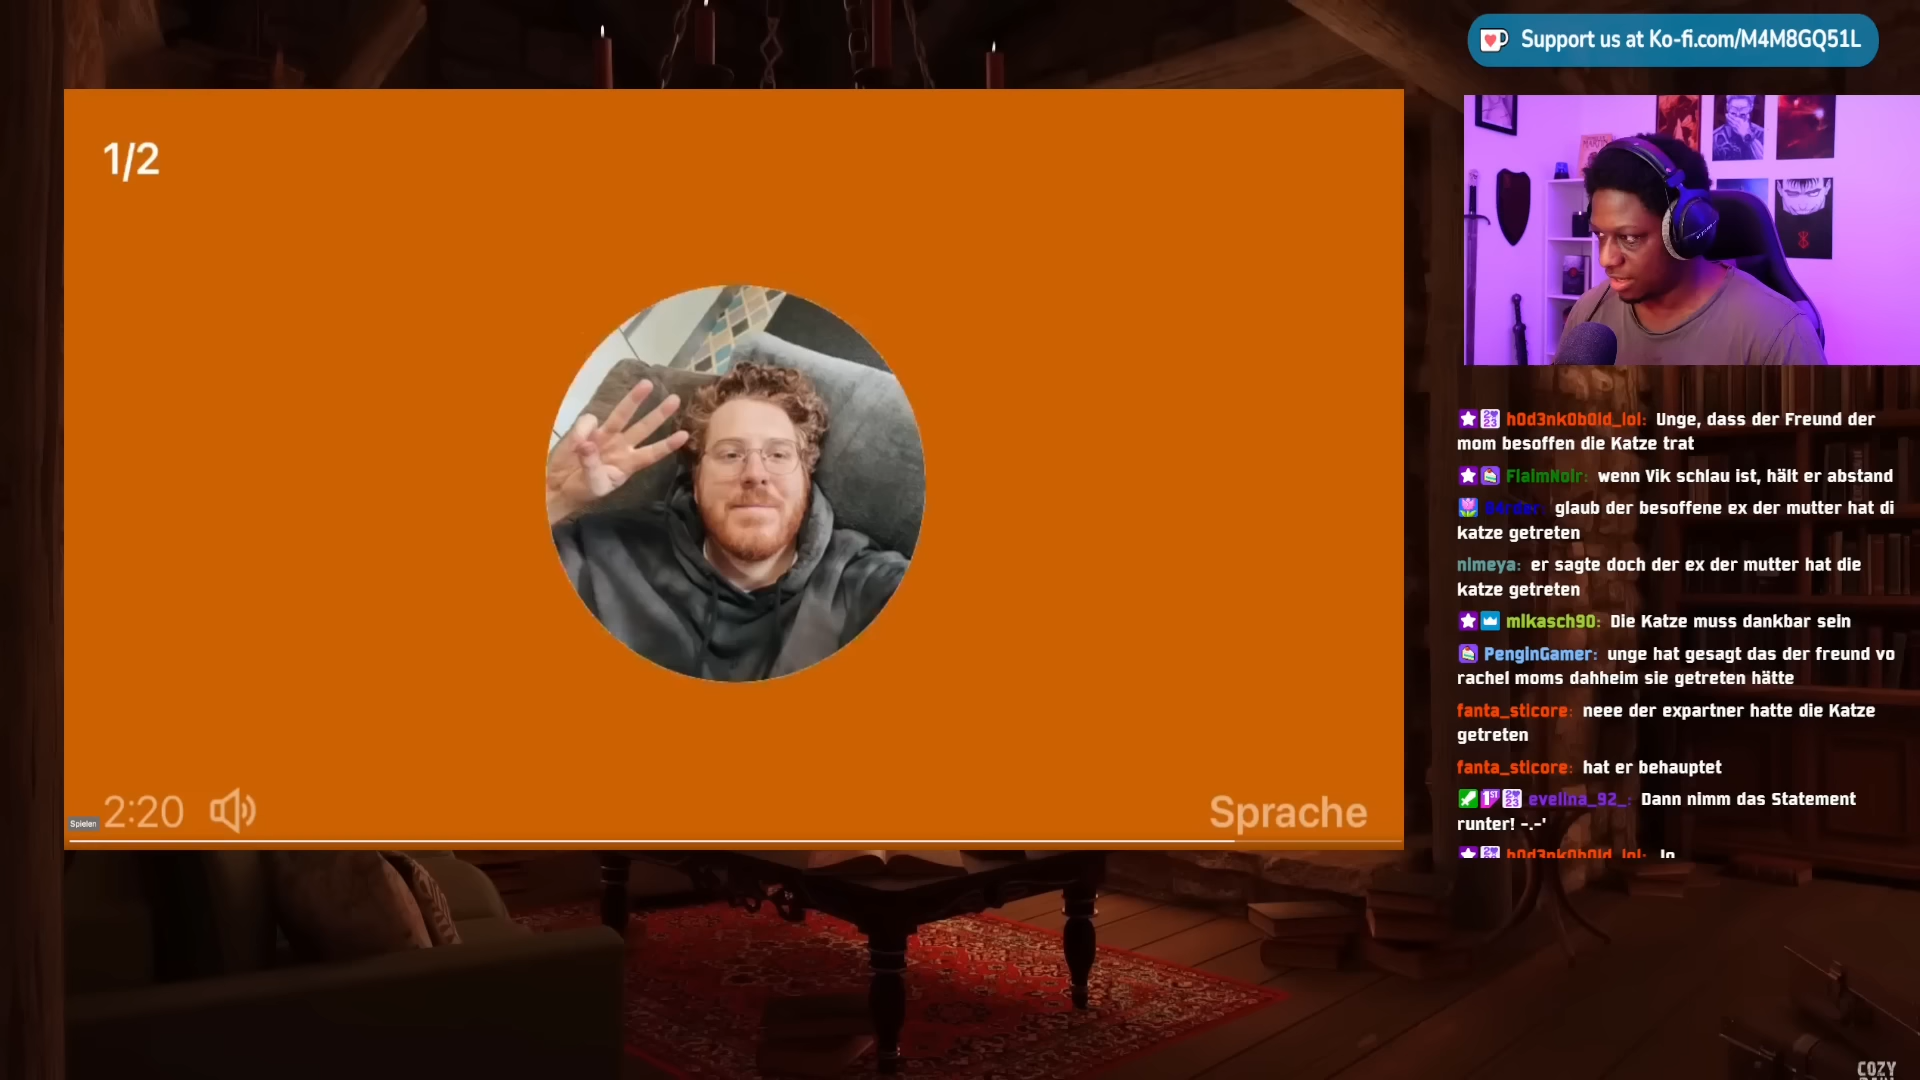 Support us at Ko-fi.com/M4M8GQ51L
1/2
h0d3nk0b0ld_lol: Unge, dass der Freund der
mom besoffen die Katze trat
FlaimNoir: wenn Vik schlau ist, hält er abstand
glaub der besoffene ex der mutter hat di
katze getreten
nimeya: er sagte doch der ex der mutter hat die
katze getreten
mikasch90: Die Katze muss dankbar sein
PenginGamer: unge hat gesagt das der freund vo
rachel moms dahheim sie getreten hätte
fanta_sticore: neee der expartner hatte die Katze
getreten
fanta_sticore: hat er behauptet
evelina_92_: Dann nimm das Statement
runter! -.-'
h0d3nk0b0ld_lol: Jo
2:20
Spielen
Sprache
COZY